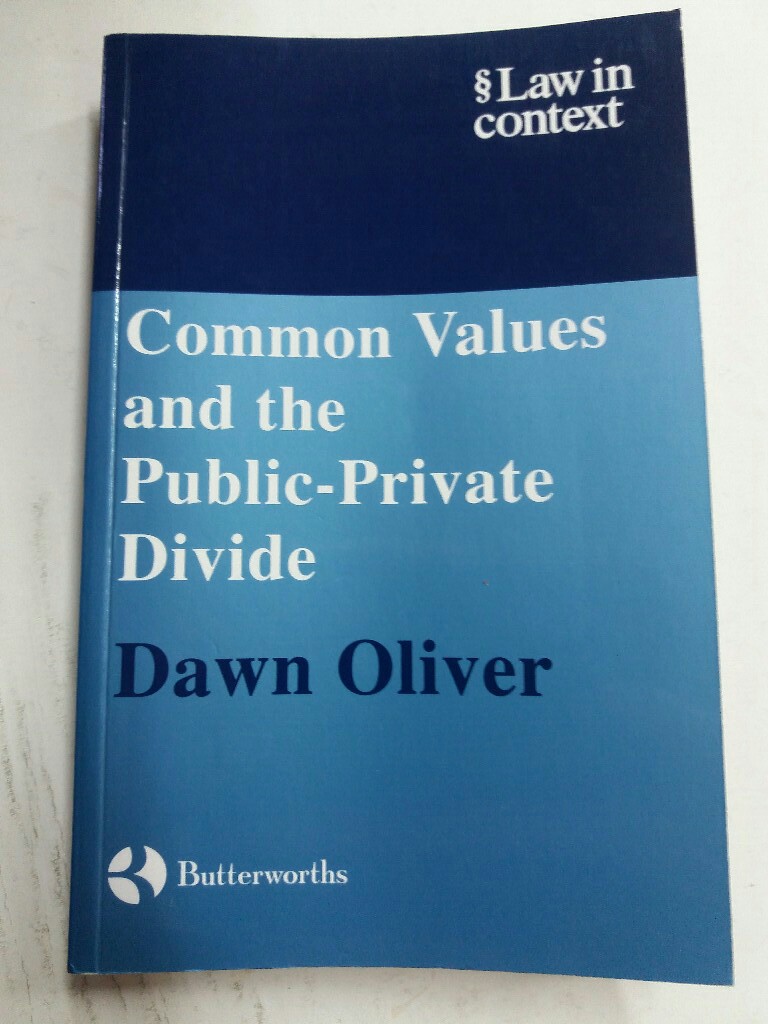 § Law in
context
Common Values
and the
Public-Private
Divide
Dawn Oliver
Butterworths